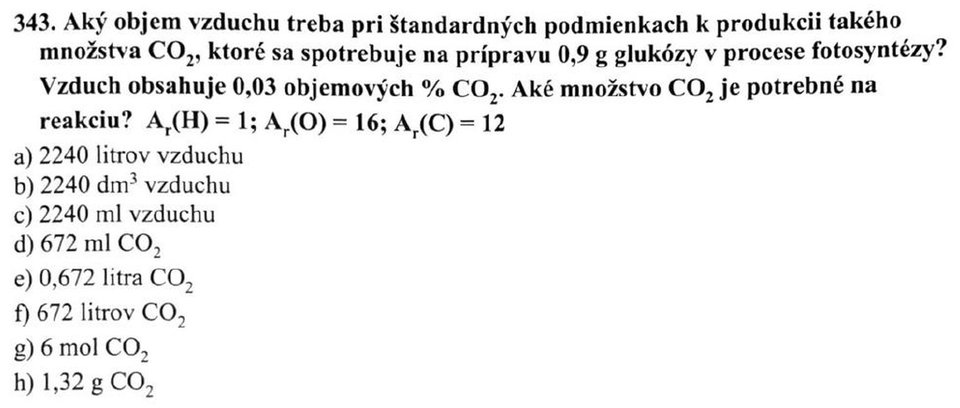 343. Aký objem vzduchu treba pri štandardných podmienkach k produkcii takého
množstva CO₂, ktoré sa spotrebuje na prípravu 0,9 g glukózy v procese fotosyntézy?
Vzduch obsahuje 0,03 objemových % CO₂. Aké množstvo CO₂ je potrebné na
reakciu? Aᵣ(H) = 1; Aᵣ(O) = 16; Aᵣ(C) = 12
a) 2240 litrov vzduchu
b) 2240 dm³ vzduchu
c) 2240 ml vzduchu
d) 672 ml CO₂
e) 0,672 litra CO₂
f) 672 litrov CO₂
g) 6 mol CO₂
h) 1,32 g CO₂